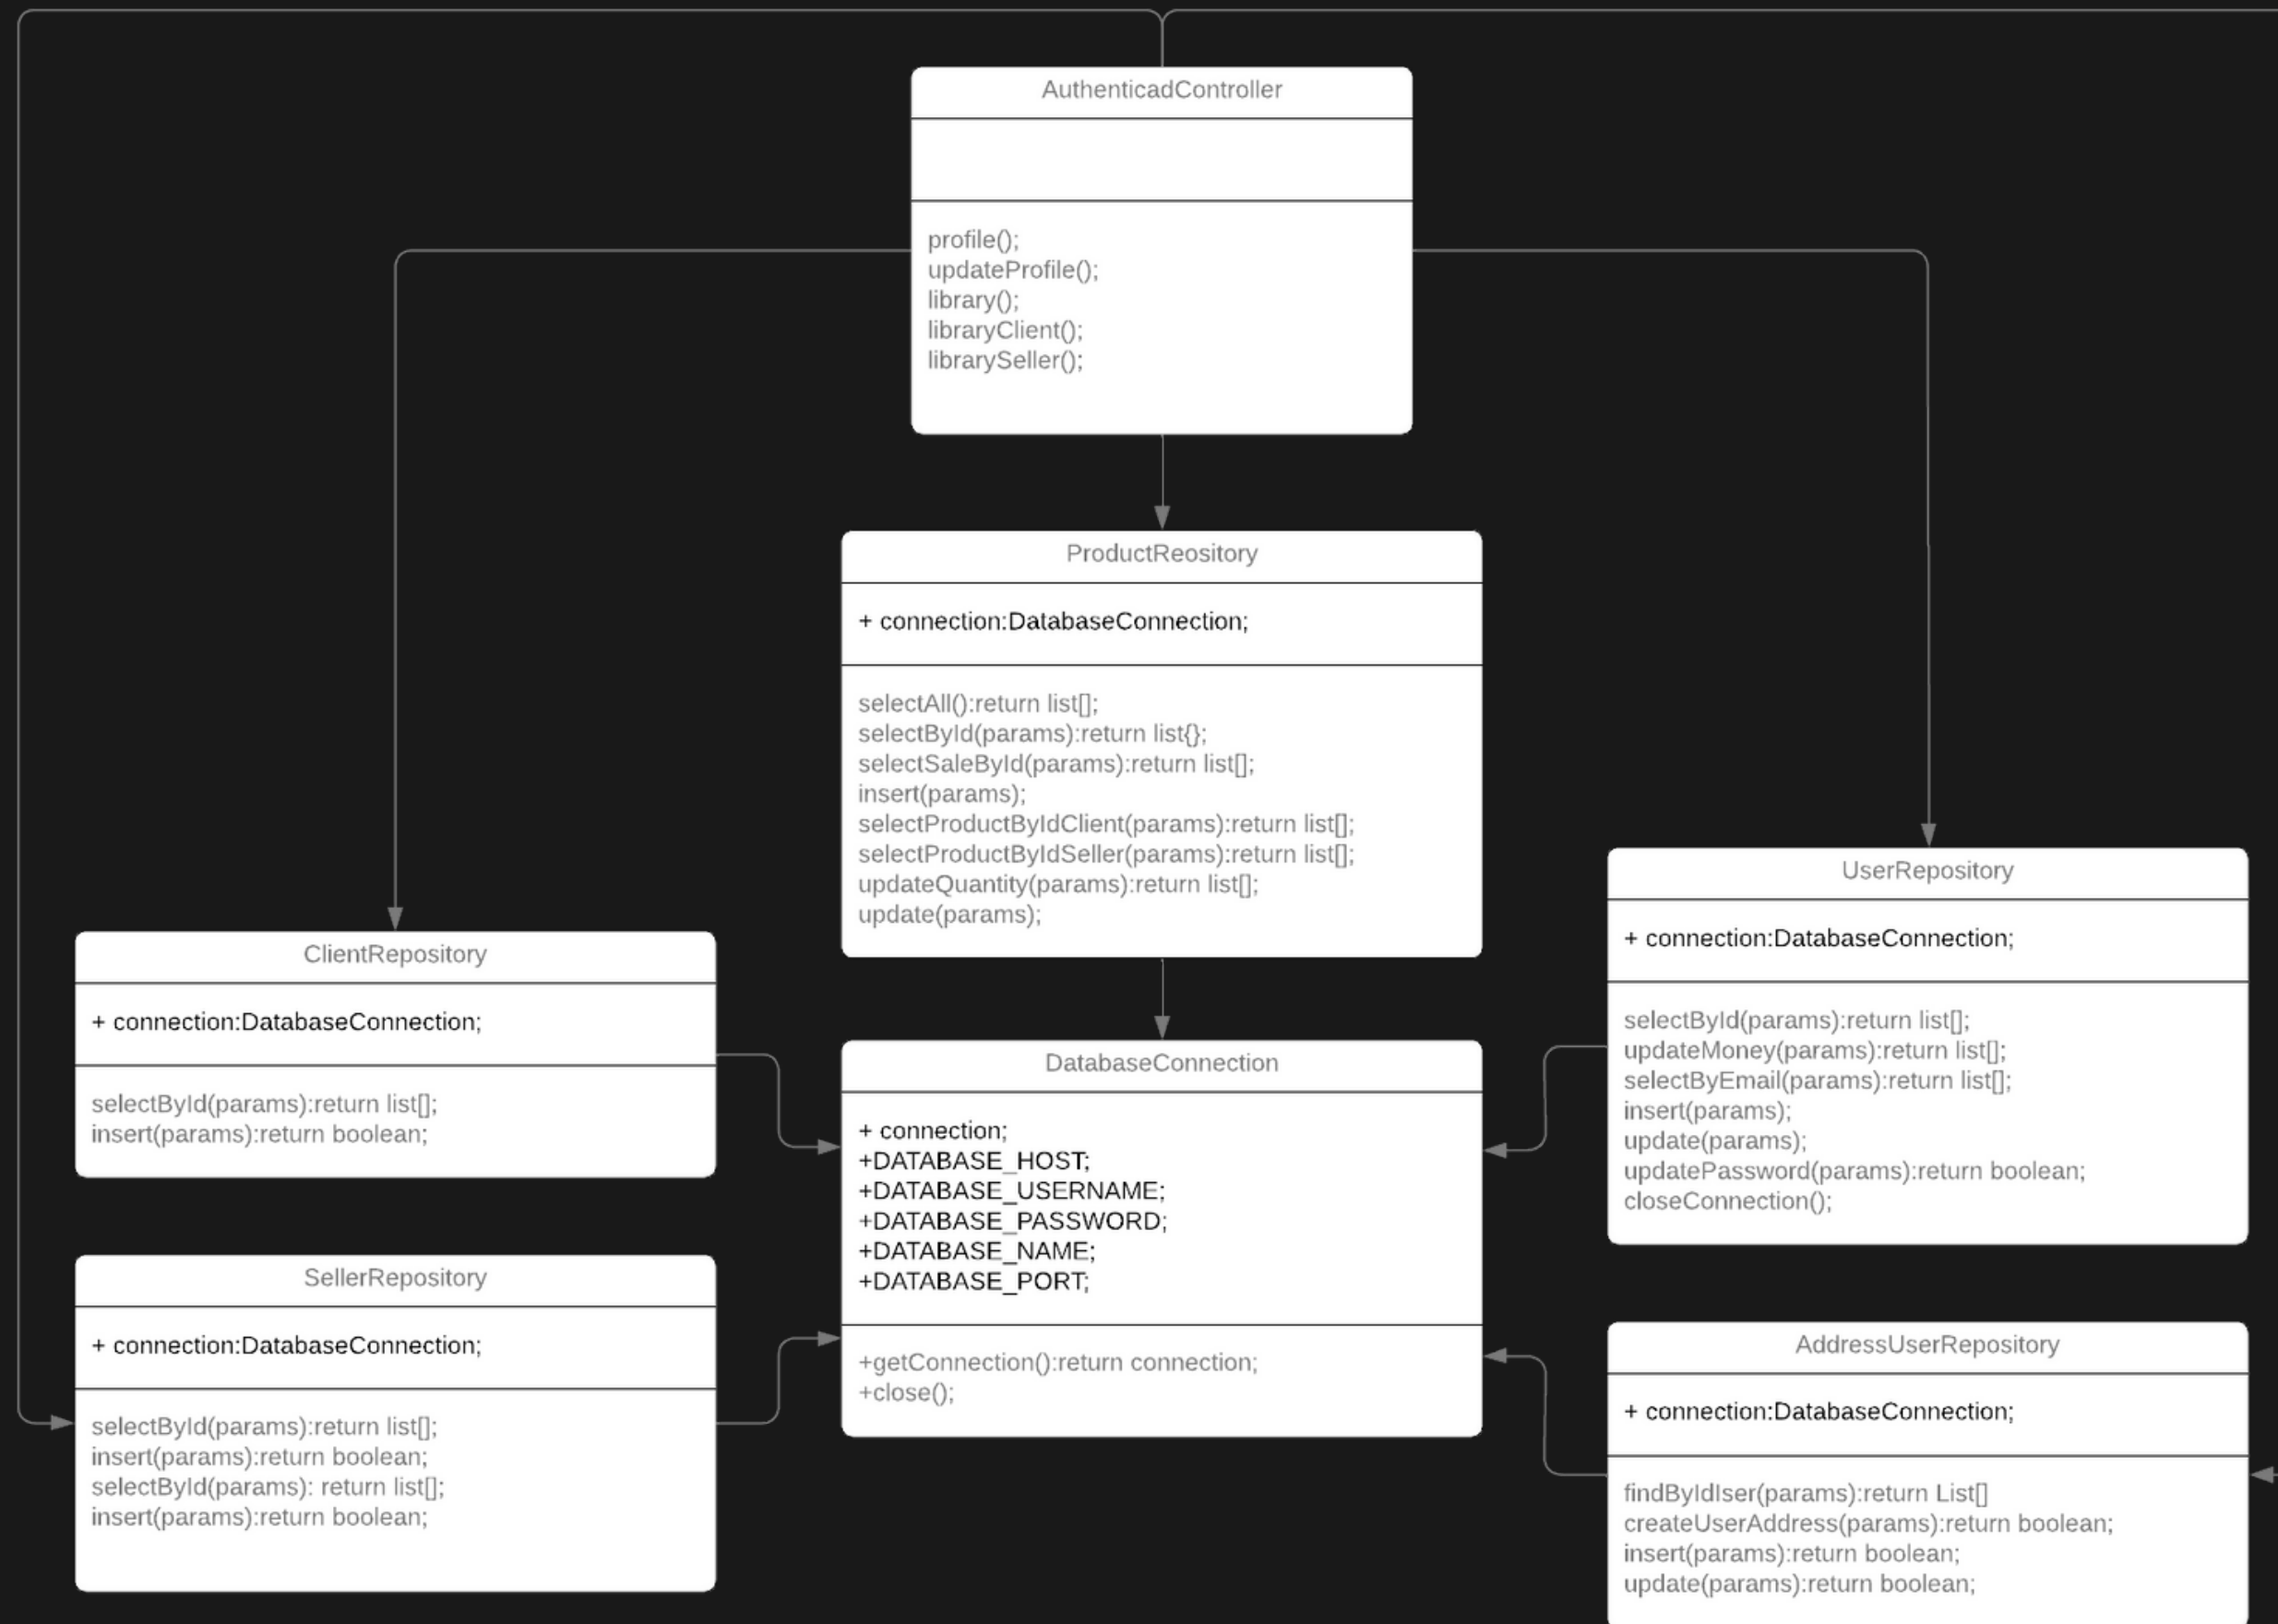 AuthenticadController
profile();
updateProfile();
library();
libraryClient();
librarySeller();
ProductReository
+ connection:DatabaseConnection;
selectAll():return list[];
selectById(params):return list{};
selectSaleById(params):return list[];
insert(params);
selectProductByIdClient(params):return list[];
selectProductByIdSeller(params):return list[];
updateQuantity(params):return list[];
update(params);
UserRepository
+ connection:DatabaseConnection;
selectById(params):return list[];
updateMoney(params):return list[];
selectByEmail(params):return list[];
insert(params);
update(params);
updatePassword(params):return boolean;
closeConnection();
ClientRepository
+ connection:DatabaseConnection;
selectById(params):return list[];
insert(params):return boolean;
DatabaseConnection
+ connection;
+DATABASE_HOST;
+DATABASE_USERNAME;
+DATABASE_PASSWORD;
+DATABASE_NAME;
+DATABASE_PORT;
+getConnection():return connection;
+close();
SellerRepository
+ connection:DatabaseConnection;
selectById(params):return list[];
insert(params):return boolean;
selectById(params): return list[];
insert(params):return boolean;
AddressUserRepository
+ connection:DatabaseConnection;
findByIdIser(params):return List[]
createUserAddress(params):return boolean;
insert(params):return boolean;
update(params):return boolean;